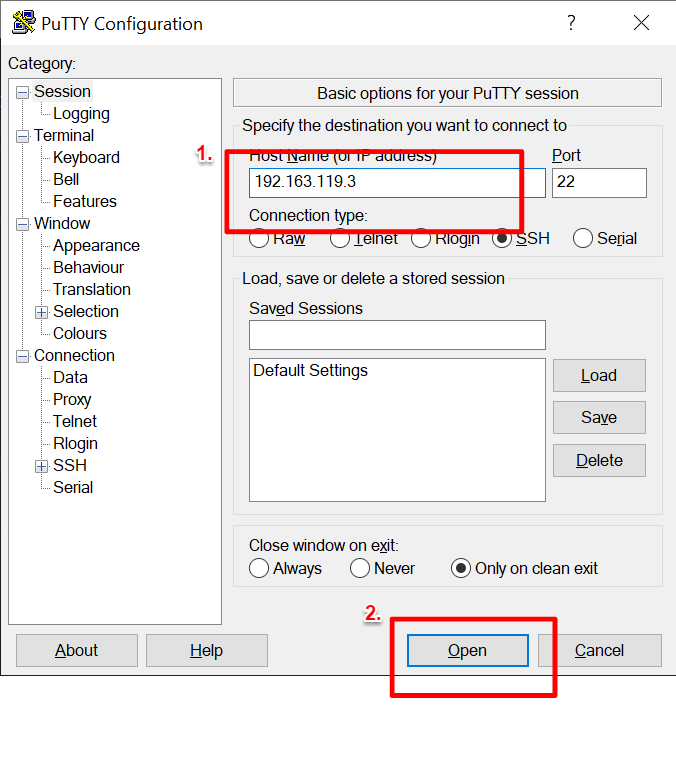 PuTTY Configuration ?
Category:
Session
Logging
Terminal
Keyboard
Bell
Features
Window
Appearance
Behaviour
Translation
Selection
Colours
Connection
Data
Proxy
Telnet
Rlogin
SSH
Serial
Basic options for your PuTTY session
Specify the destination you want to connect to
1.
Host Name (or IP address) Port
192.163.119.3 22
Connection type:
Raw Telnet Rlogin SSH Serial
Load, save or delete a stored session
Saved Sessions
Default Settings
Load
Save
Delete
Close window on exit:
Always Never Only on clean exit
2.
About Help Open Cancel